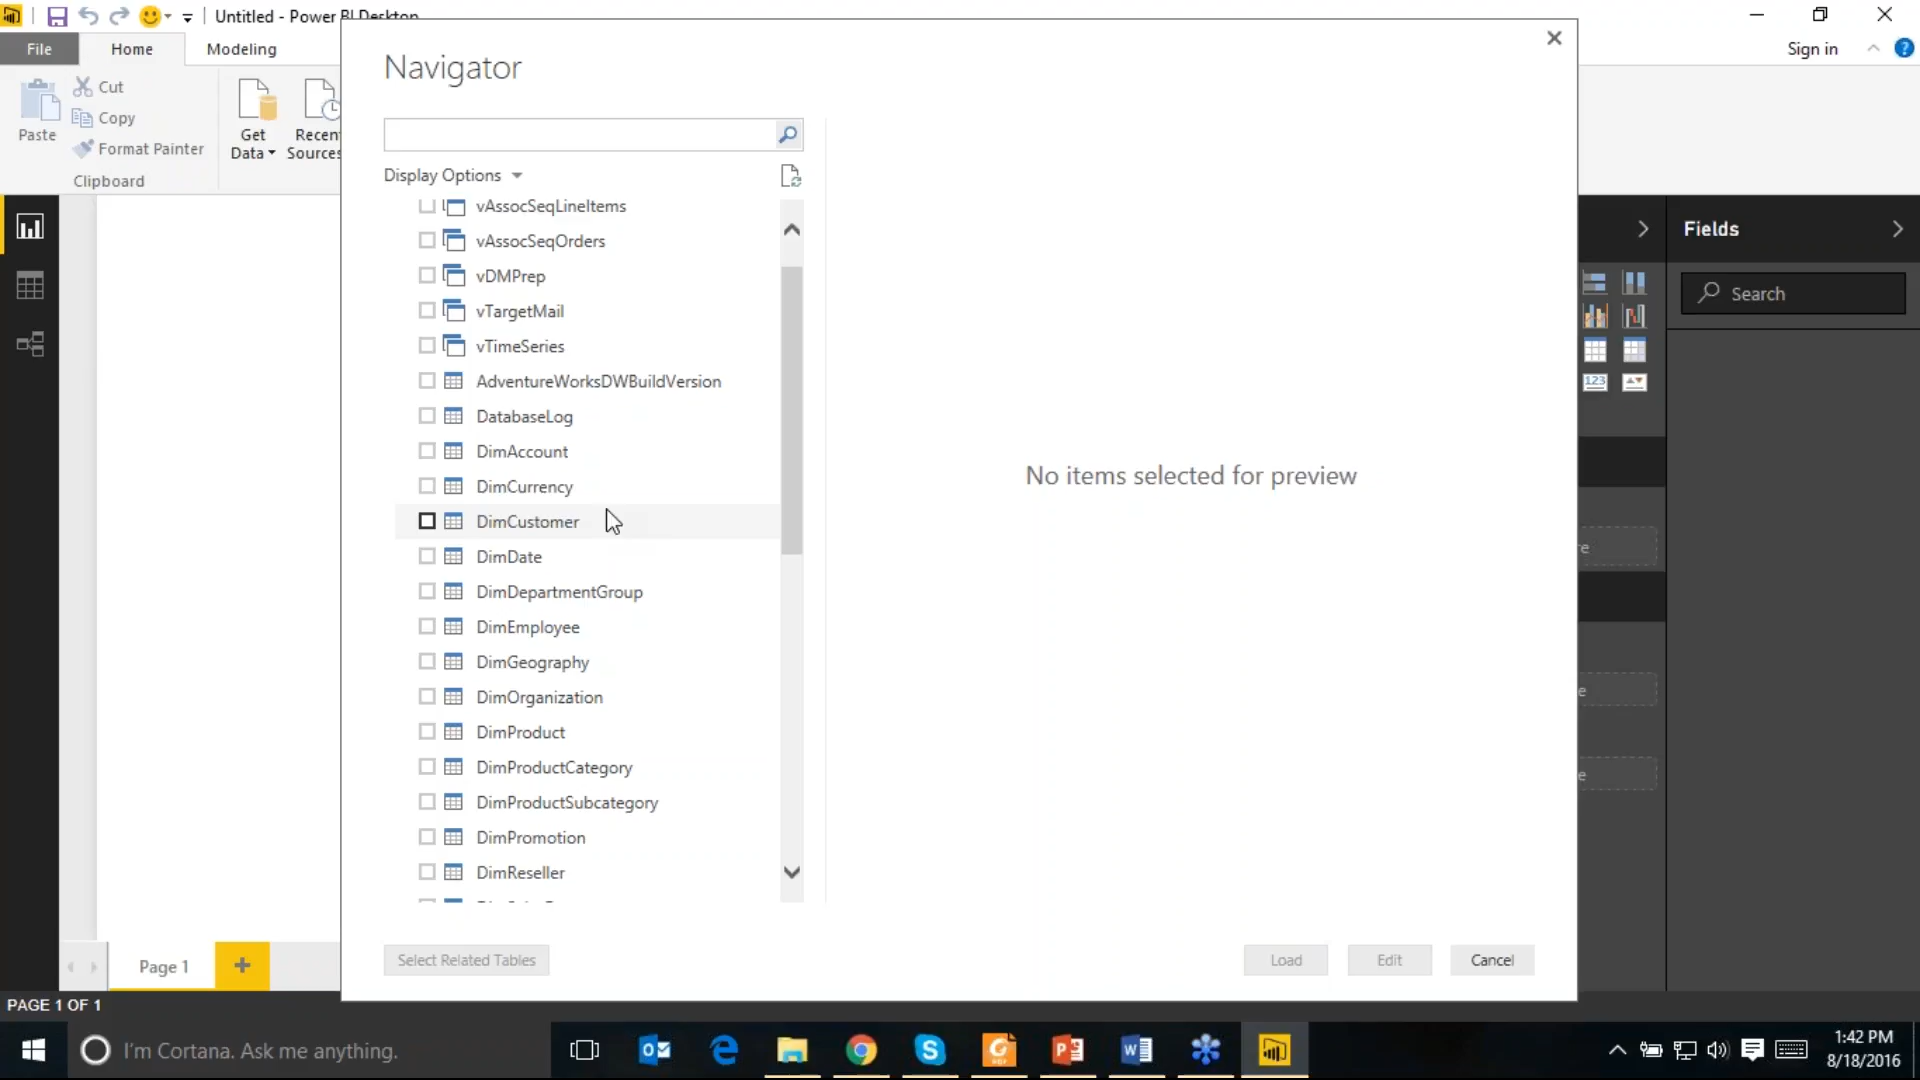 Untitled - Power BI Desktop
File
Home
Modeling
Sign in
Paste
Cut
Copy
Format Painter
Clipboard
Get
Data
Recent
Sources
Navigator
Display Options
vAssocSeqLineItems
vAssocSeqOrders
vDMPrep
vTargetMail
vTimeSeries
AdventureWorksDWBuildVersion
DatabaseLog
DimAccount
DimCurrency
DimCustomer
DimDate
DimDepartmentGroup
DimEmployee
DimGeography
DimOrganization
DimProduct
DimProductCategory
DimProductSubcategory
DimPromotion
DimReseller
No items selected for preview
Select Related Tables
Load
Edit
Cancel
Fields
Search
123
re
e
e
Page 1
PAGE 1 OF 1
I'm Cortana. Ask me anything.
1:42 PM
8/18/2016